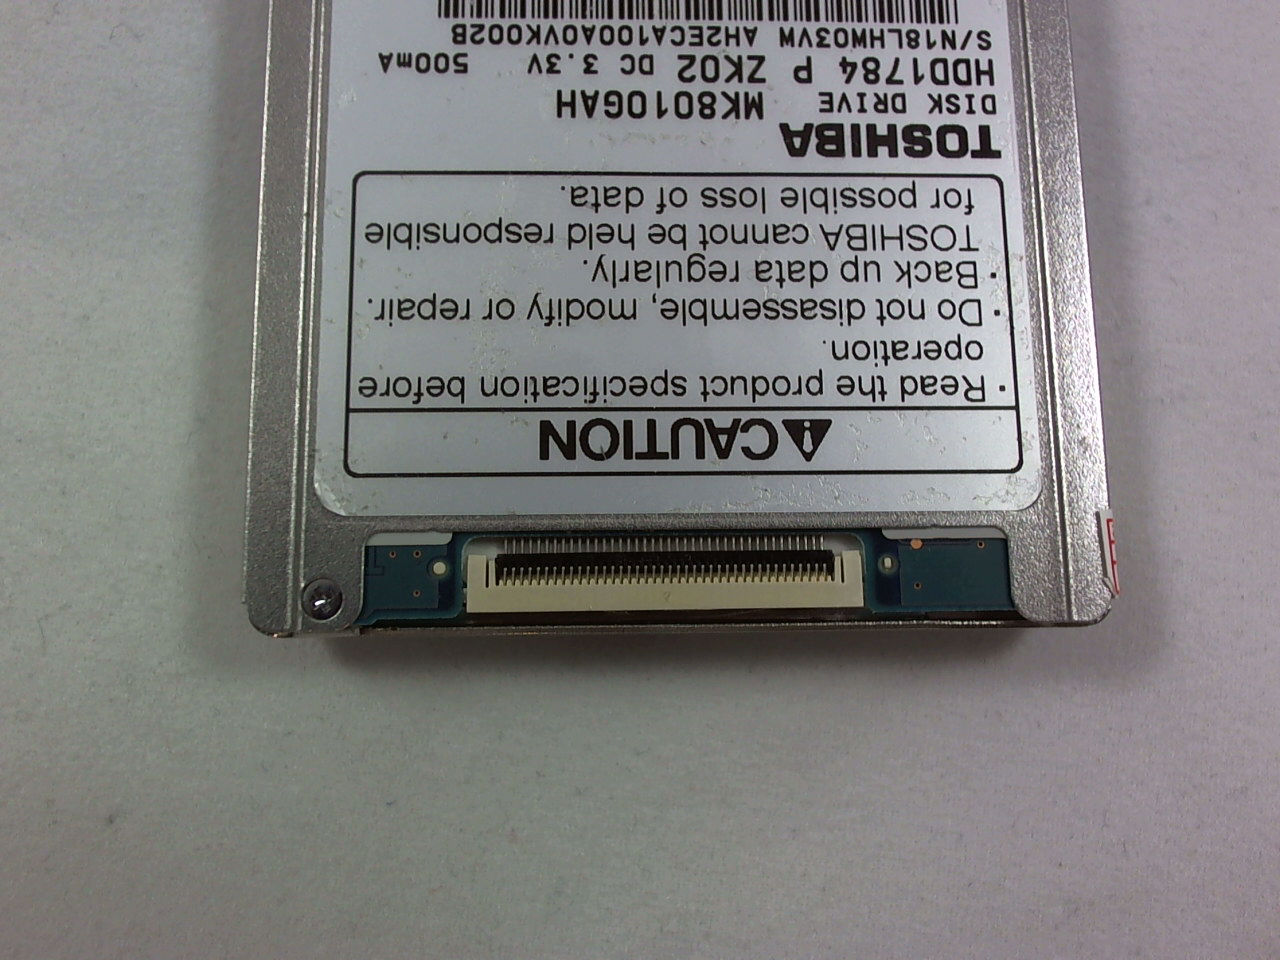 ⚠CAUTION
· Read the product specification before
operation.
· Do not disassemble, modify or repair.
· Back up data regularly.
TOSHIBA cannot be held responsible
for possible loss of data.
TOSHIBA
DISK DRIVE MK8010GAH
HDD1784 P ZK02 DC 3.3V 500mA
S/N18LHW03VW AH2ECA100A0VK002B